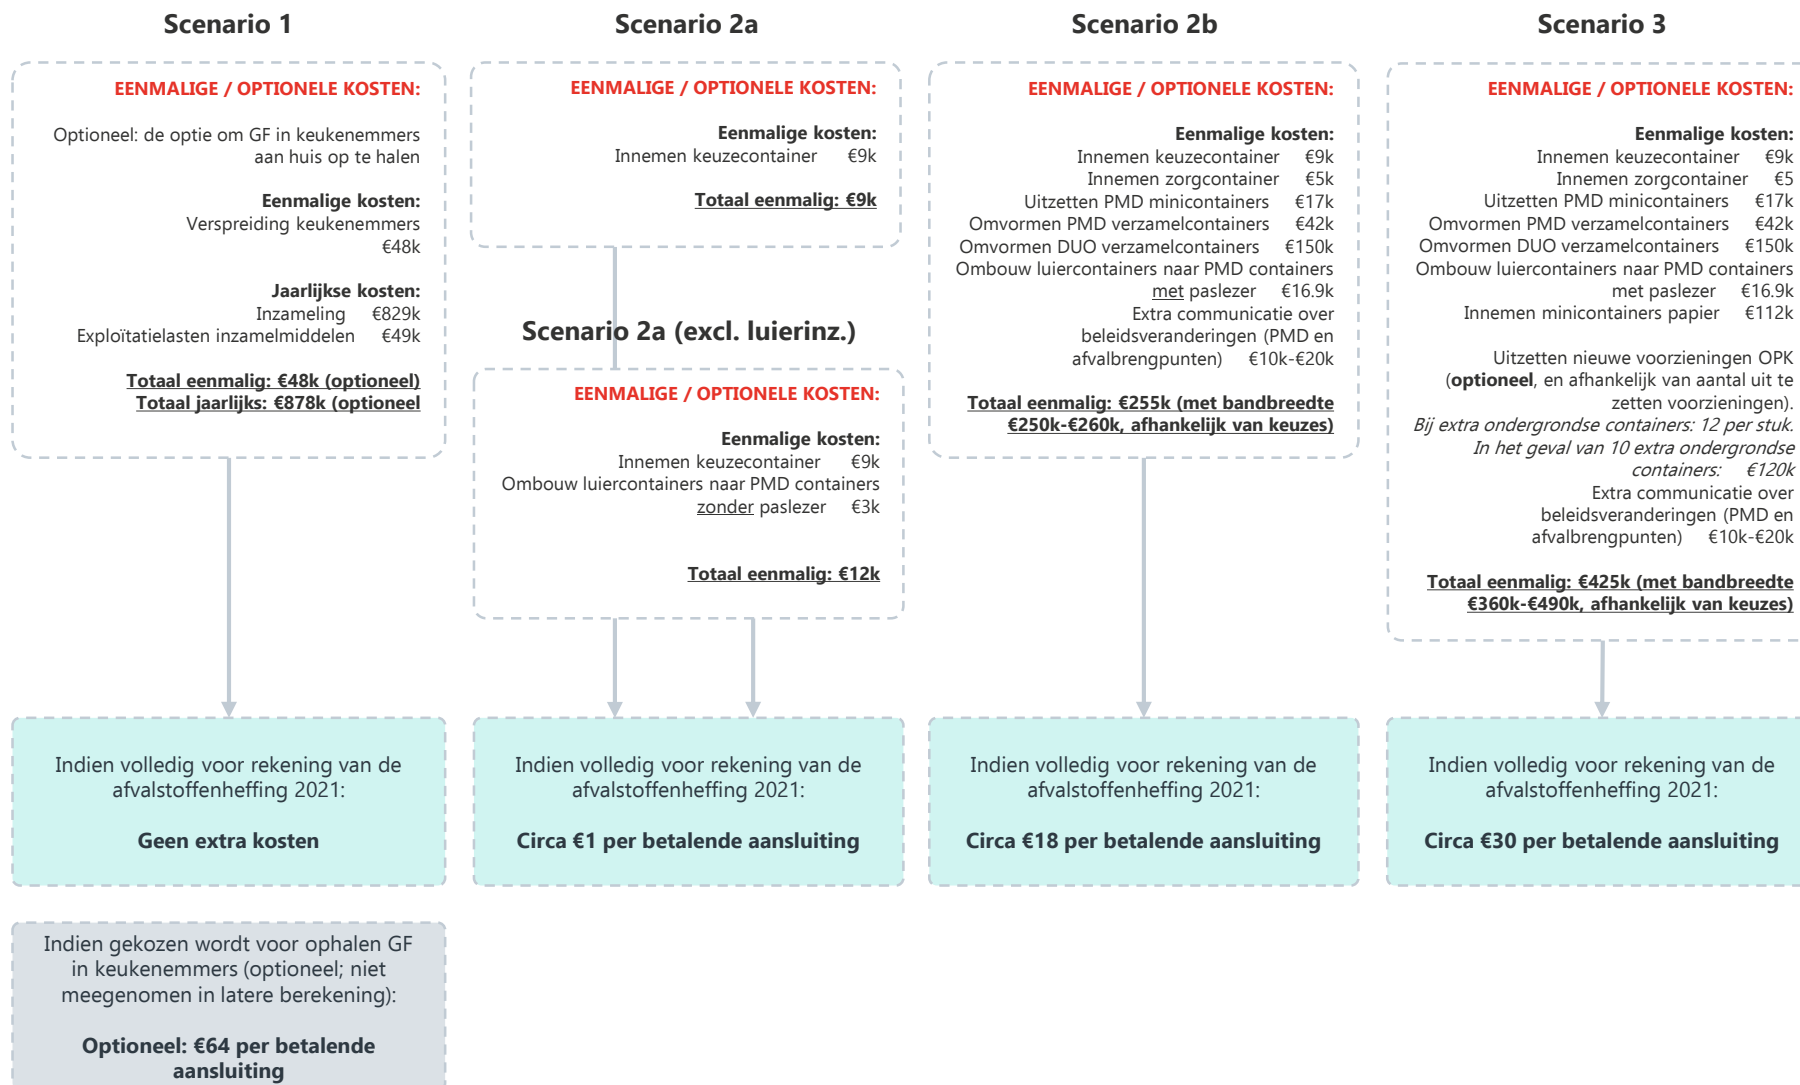 Scenario 1
EENMALIGE / OPTIONELE KOSTEN:
Optioneel: de optie om GF in keukenemmers
aan huis op te halen
Eenmalige kosten:
Verspreiding keukenemmers
€48k
Jaarlijkse kosten:
Inzameling €829k
Exploïtatielasten inzamelmiddelen €49k
Totaal eenmalig: €48k (optioneel)
Totaal jaarlijks: €878k (optioneel
Indien volledig voor rekening van de
afvalstoffenheffing 2021:
Geen extra kosten
Indien gekozen wordt voor ophalen GF
in keukenemmers (optioneel; niet
meegenomen in latere berekening):
Optioneel: €64 per betalende
aansluiting
Scenario 2a
EENMALIGE / OPTIONELE KOSTEN:
Eenmalige kosten:
Innemen keuzecontainer €9k
Totaal eenmalig: €9k
Scenario 2a (excl. luierinz.)
EENMALIGE / OPTIONELE KOSTEN:
Eenmalige kosten:
Innemen keuzecontainer €9k
Ombouw luiercontainers naar PMD containers
zonder paslezer €3k
Totaal eenmalig: €12k
Indien volledig voor rekening van de
afvalstoffenheffing 2021:
Circa €1 per betalende aansluiting
Scenario 2b
EENMALIGE / OPTIONELE KOSTEN:
Eenmalige kosten:
Innemen keuzecontainer €9k
Innemen zorgcontainer €5k
Uitzetten PMD minicontainers €17k
Omvormen PMD verzamelcontainers €42k
Omvormen DUO verzamelcontainers €150k
Ombouw luiercontainers naar PMD containers
met paslezer €16.9k
Extra communicatie over
beleidsveranderingen (PMD en
afvalbrengpunten) €10k-€20k
Totaal eenmalig: €255k (met bandbreedte
€250k-€260k, afhankelijk van keuzes)
Indien volledig voor rekening van de
afvalstoffenheffing 2021:
Circa €18 per betalende aansluiting
Scenario 3
EENMALIGE / OPTIONELE KOSTEN:
Eenmalige kosten:
Innemen keuzecontainer €9k
Innemen zorgcontainer €5
Uitzetten PMD minicontainers €17k
Omvormen PMD verzamelcontainers €42k
Omvormen DUO verzamelcontainers €150k
Ombouw luiercontainers naar PMD containers
met paslezer €16.9k
Innemen minicontainers papier €112k
Uitzetten nieuwe voorzieningen OPK
(optioneel, en afhankelijk van aantal uit te
zetten voorzieningen).
Bij extra ondergrondse containers: 12 per stuk.
In het geval van 10 extra ondergrondse
containers: €120k
Extra communicatie over
beleidsveranderingen (PMD en
afvalbrengpunten) €10k-€20k
Totaal eenmalig: €425k (met bandbreedte
€360k-€490k, afhankelijk van keuzes)
Indien volledig voor rekening van de
afvalstoffenheffing 2021:
Circa €30 per betalende aansluiting